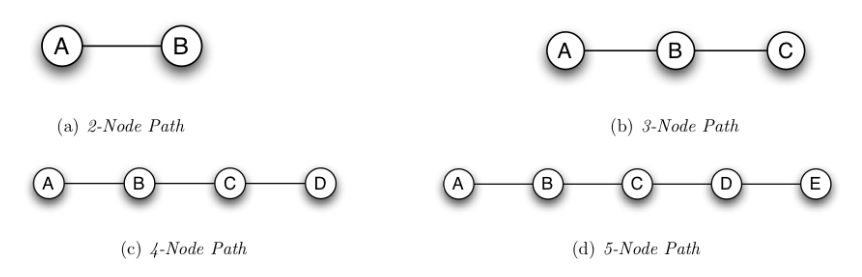 A B
A B C
(a) 2-Node Path
(b) 3-Node Path
A B C D
A B C D E
(c) 4-Node Path
(d) 5-Node Path